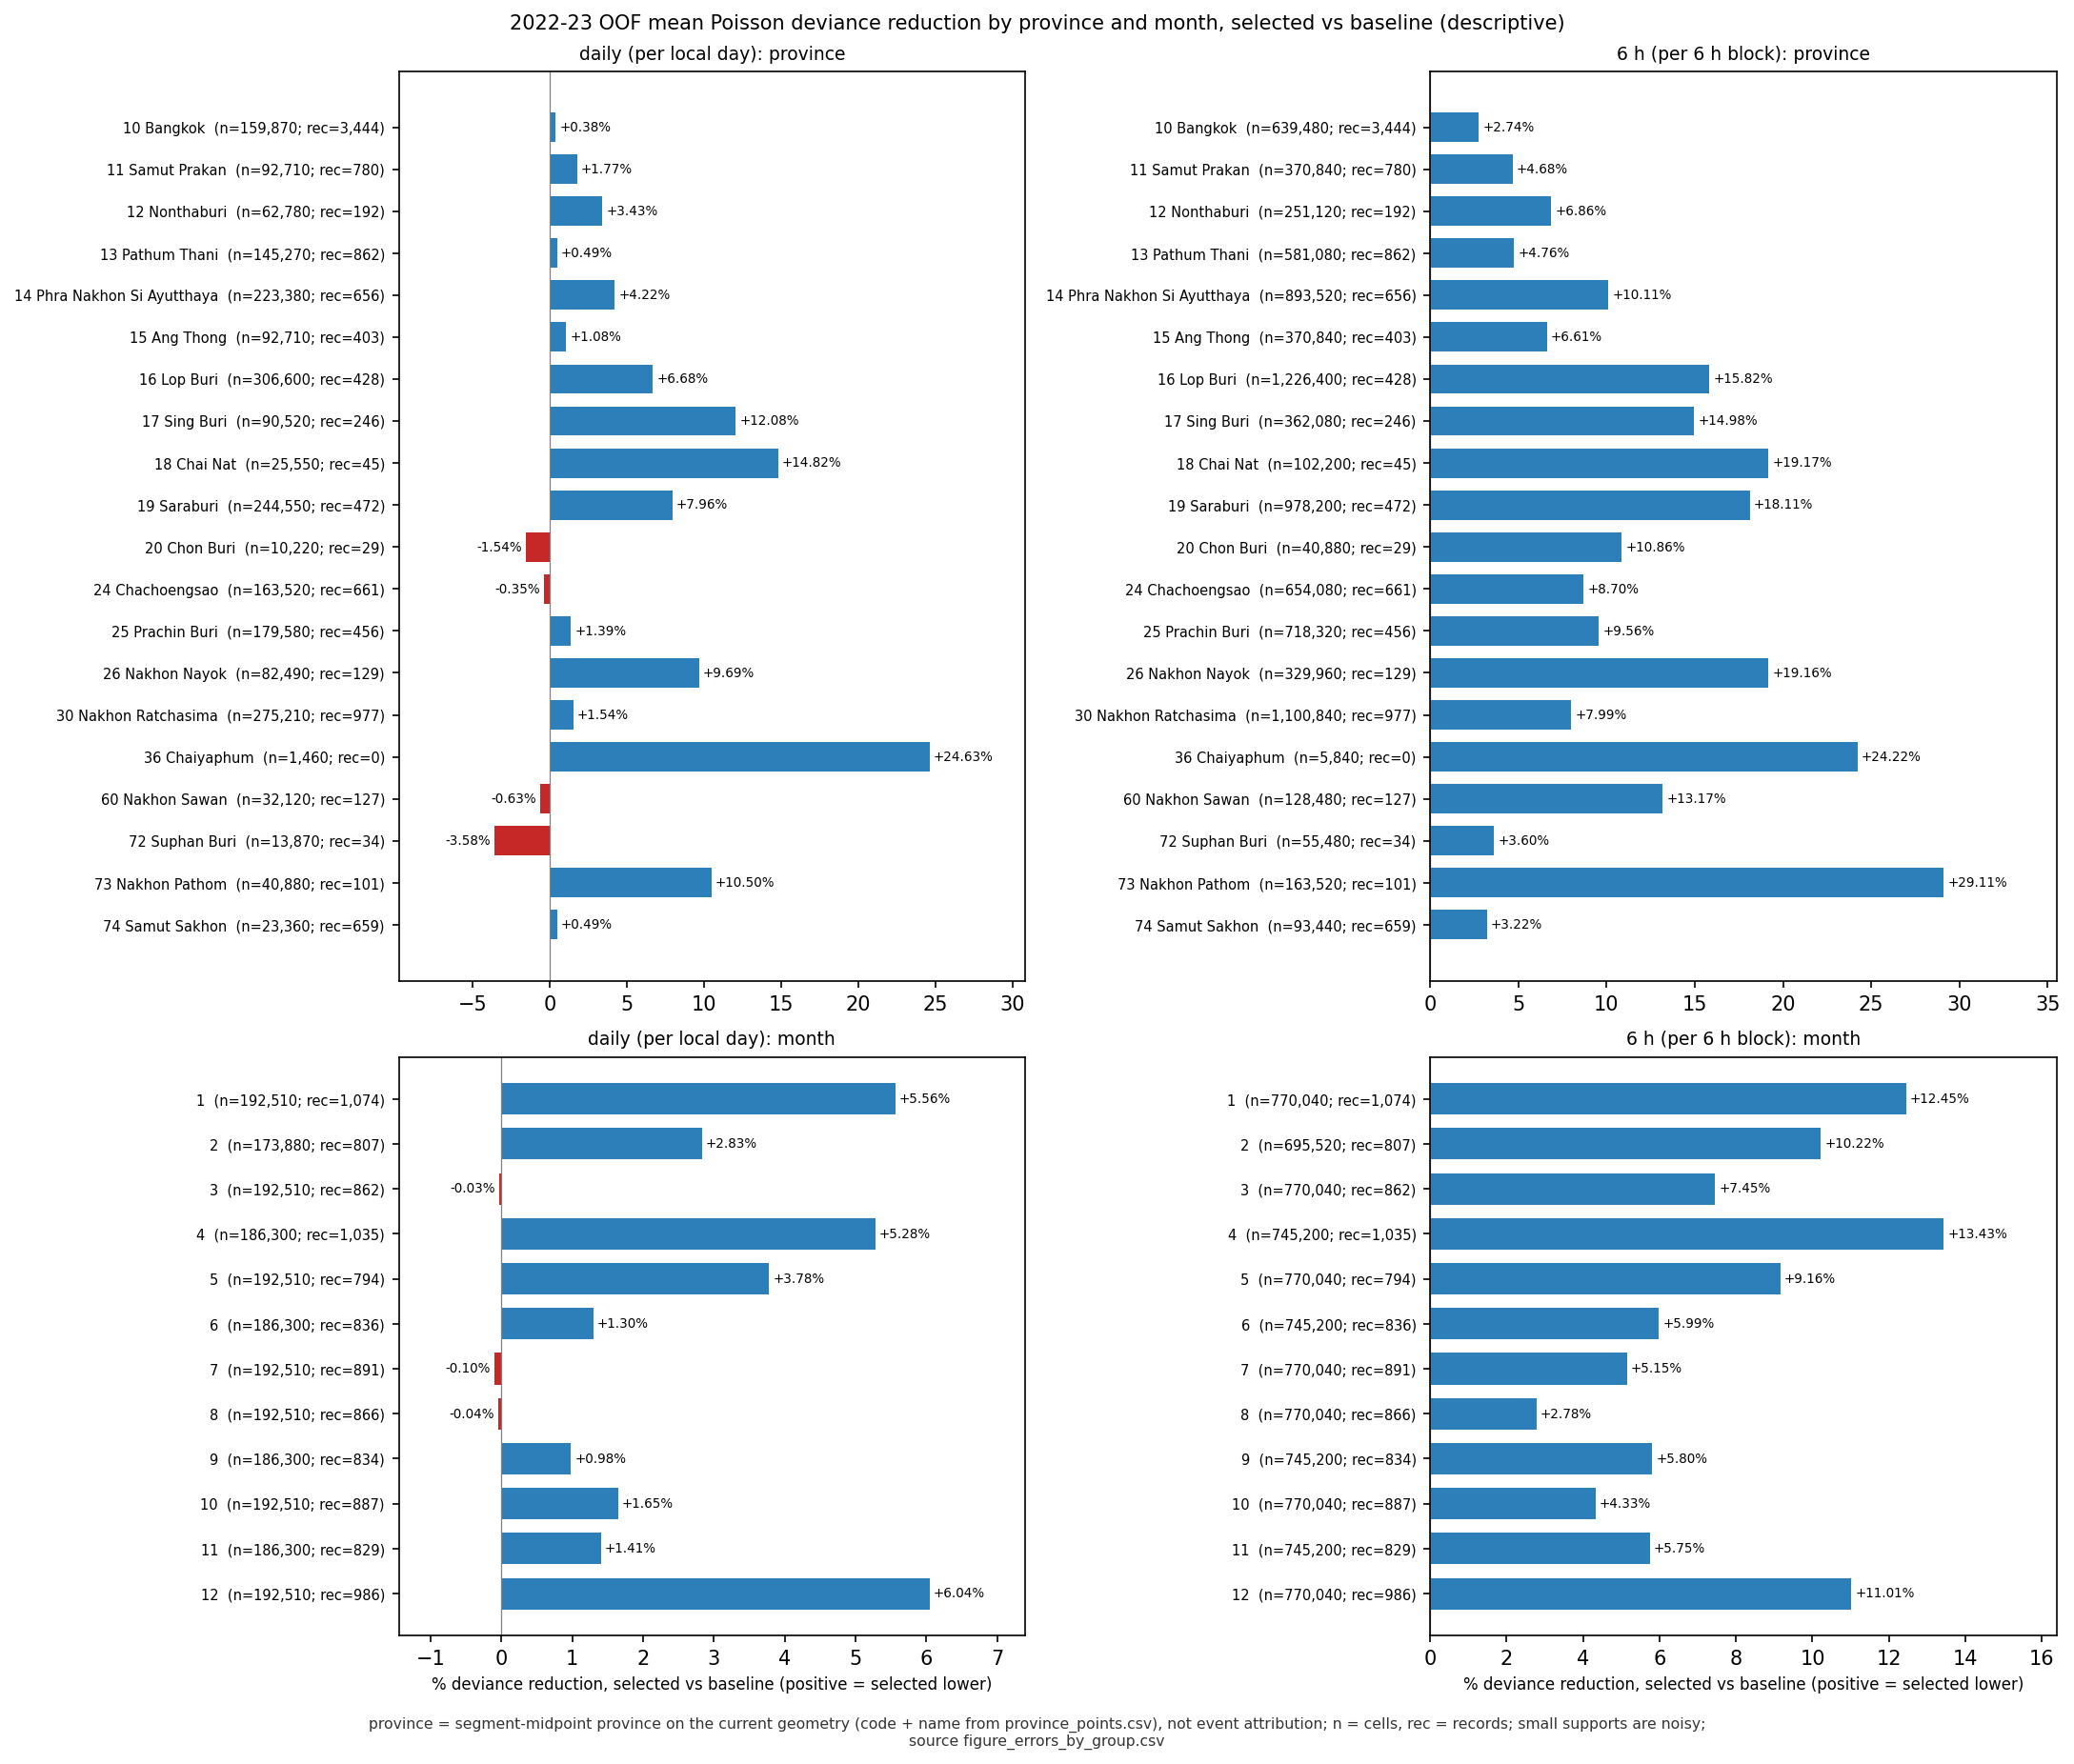 2022-23 OOF mean Poisson deviance reduction by province and month, selected vs baseline (descriptive)
daily (per local day): province
10 Bangkok (n=159,870; rec=3,444) +0.38%
11 Samut Prakan (n=92,710; rec=780) +1.77%
12 Nonthaburi (n=62,780; rec=192) +3.43%
13 Pathum Thani (n=145,270; rec=862) +0.49%
14 Phra Nakhon Si Ayutthaya (n=223,380; rec=656) +4.22%
15 Ang Thong (n=92,710; rec=403) +1.08%
16 Lop Buri (n=306,600; rec=428) +6.68%
17 Sing Buri (n=90,520; rec=246) +12.08%
18 Chai Nat (n=25,550; rec=45) +14.82%
19 Saraburi (n=244,550; rec=472) +7.96%
20 Chon Buri (n=10,220; rec=29) -1.54%
24 Chachoengsao (n=163,520; rec=661) -0.35%
25 Prachin Buri (n=179,580; rec=456) +1.39%
26 Nakhon Nayok (n=82,490; rec=129) +9.69%
30 Nakhon Ratchasima (n=275,210; rec=977) +1.54%
36 Chaiyaphum (n=1,460; rec=0) +24.63%
60 Nakhon Sawan (n=32,120; rec=127) -0.63%
72 Suphan Buri (n=13,870; rec=34) -3.58%
73 Nakhon Pathom (n=40,880; rec=101) +10.50%
74 Samut Sakhon (n=23,360; rec=659) +0.49%
−5 0 5 10 15 20 25 30
6 h (per 6 h block): province
10 Bangkok (n=639,480; rec=3,444) +2.74%
11 Samut Prakan (n=370,840; rec=780) +4.68%
12 Nonthaburi (n=251,120; rec=192) +6.86%
13 Pathum Thani (n=581,080; rec=862) +4.76%
14 Phra Nakhon Si Ayutthaya (n=893,520; rec=656) +10.11%
15 Ang Thong (n=370,840; rec=403) +6.61%
16 Lop Buri (n=1,226,400; rec=428) +15.82%
17 Sing Buri (n=362,080; rec=246) +14.98%
18 Chai Nat (n=102,200; rec=45) +19.17%
19 Saraburi (n=978,200; rec=472) +18.11%
20 Chon Buri (n=40,880; rec=29) +10.86%
24 Chachoengsao (n=654,080; rec=661) +8.70%
25 Prachin Buri (n=718,320; rec=456) +9.56%
26 Nakhon Nayok (n=329,960; rec=129) +19.16%
30 Nakhon Ratchasima (n=1,100,840; rec=977) +7.99%
36 Chaiyaphum (n=5,840; rec=0) +24.22%
60 Nakhon Sawan (n=128,480; rec=127) +13.17%
72 Suphan Buri (n=55,480; rec=34) +3.60%
73 Nakhon Pathom (n=163,520; rec=101) +29.11%
74 Samut Sakhon (n=93,440; rec=659) +3.22%
0 5 10 15 20 25 30 35
daily (per local day): month
1 (n=192,510; rec=1,074) +5.56%
2 (n=173,880; rec=807) +2.83%
3 (n=192,510; rec=862) -0.03%
4 (n=186,300; rec=1,035) +5.28%
5 (n=192,510; rec=794) +3.78%
6 (n=186,300; rec=836) +1.30%
7 (n=192,510; rec=891) -0.10%
8 (n=192,510; rec=866) -0.04%
9 (n=186,300; rec=834) +0.98%
10 (n=192,510; rec=887) +1.65%
11 (n=186,300; rec=829) +1.41%
12 (n=192,510; rec=986) +6.04%
−1 0 1 2 3 4 5 6 7
% deviance reduction, selected vs baseline (positive = selected lower)
6 h (per 6 h block): month
1 (n=770,040; rec=1,074) +12.45%
2 (n=695,520; rec=807) +10.22%
3 (n=770,040; rec=862) +7.45%
4 (n=745,200; rec=1,035) +13.43%
5 (n=770,040; rec=794) +9.16%
6 (n=745,200; rec=836) +5.99%
7 (n=770,040; rec=891) +5.15%
8 (n=770,040; rec=866) +2.78%
9 (n=745,200; rec=834) +5.80%
10 (n=770,040; rec=887) +4.33%
11 (n=745,200; rec=829) +5.75%
12 (n=770,040; rec=986) +11.01%
0 2 4 6 8 10 12 14 16
% deviance reduction, selected vs baseline (positive = selected lower)
province = segment-midpoint province on the current geometry (code + name from province_points.csv), not event attribution; n = cells, rec = records; small supports are noisy;
source figure_errors_by_group.csv